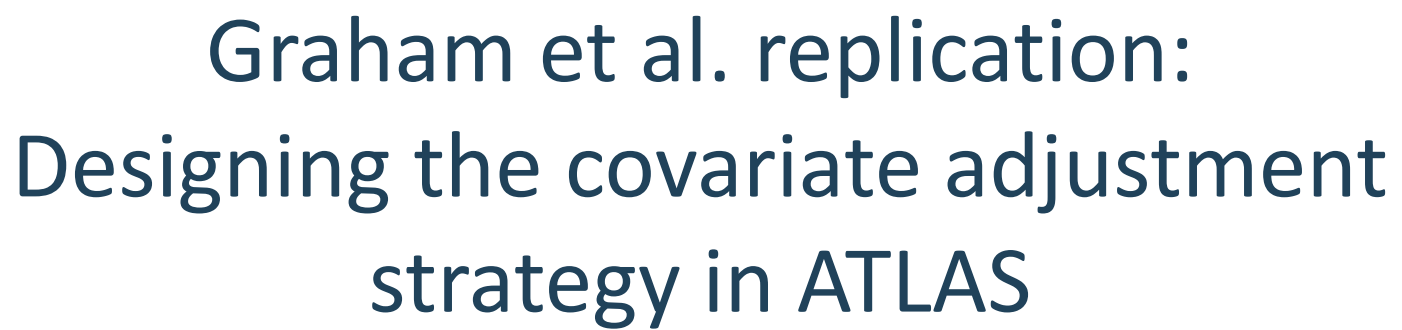 Graham et al. replication:
Designing the covariate adjustment
strategy in ATLAS